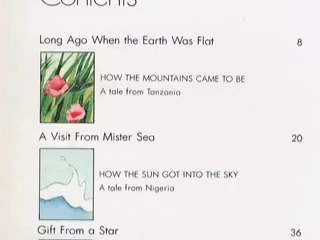 Contents
Long Ago When the Earth Was Flat 8
HOW THE MOUNTAINS CAME TO BE
A tale from Tanzania
A Visit From Mister Sea 20
HOW THE SUN GOT INTO THE SKY
A tale from Nigeria
Gift From a Star 36